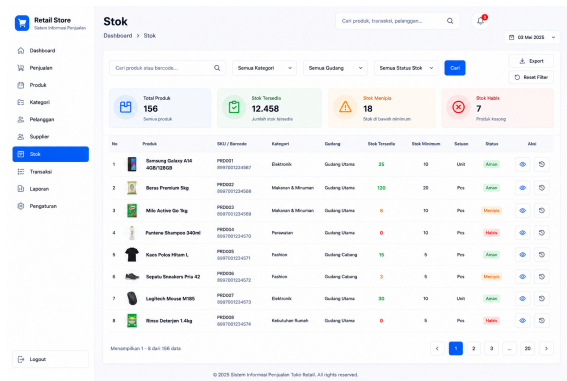 Retail Store
Sistem Informasi Penjualan
Dashboard
Penjualan
Produk
Kategori
Pelanggan
Supplier
Stok
Transaksi
Laporan
Pengaturan
Logout
Stok
Dashboard > Stok
Cari produk, transaksi, pelanggan...
03 Mei 2025
Cari produk atau barcode...
Semua Kategori
Semua Gudang
Semua Status Stok
Cari
Export
Reset Filter
Total Produk
156
Semua produk
Stok Tersedia
12.458
Jumlah stok tersedia
Stok Menipis
18
Stok di bawah minimum
Stok Habis
7
Produk kosong
No Produk SKU / Barcode Kategori Gudang Stok Tersedia Stok Minimum Satuan Status Aksi
1 Samsung Galaxy A14 4GB/128GB PRD001 8997001234567 Elektronik Gudang Utama 25 10 Unit Aman
2 Beras Premium 5kg PRD002 8997001234568 Makanan & Minuman Gudang Utama 120 20 Pcs Aman
3 Milo Active Go 1kg PRD003 8997001234569 Makanan & Minuman Gudang Utama 8 10 Pcs Menipis
4 Pantene Shampoo 340ml PRD004 8997001234570 Perawatan Gudang Utama 0 10 Pcs Habis
5 Kaos Polos Hitam L PRD005 8997001234571 Fashion Gudang Cabang 15 5 Pcs Aman
6 Sepatu Sneakers Pria 42 PRD006 8997001234572 Fashion Gudang Cabang 3 5 Pcs Menipis
7 Logitech Mouse M185 PRD007 8997001234573 Elektronik Gudang Utama 30 10 Unit Aman
8 Rinso Deterjen 1.4kg PRD008 8997001234574 Kebutuhan Rumah Gudang Utama 0 5 Pcs Habis
Menampilkan 1 - 8 dari 156 data
< 1 2 3 ... 20 >
© 2025 Sistem Informasi Penjualan Toko Retail. All rights reserved.